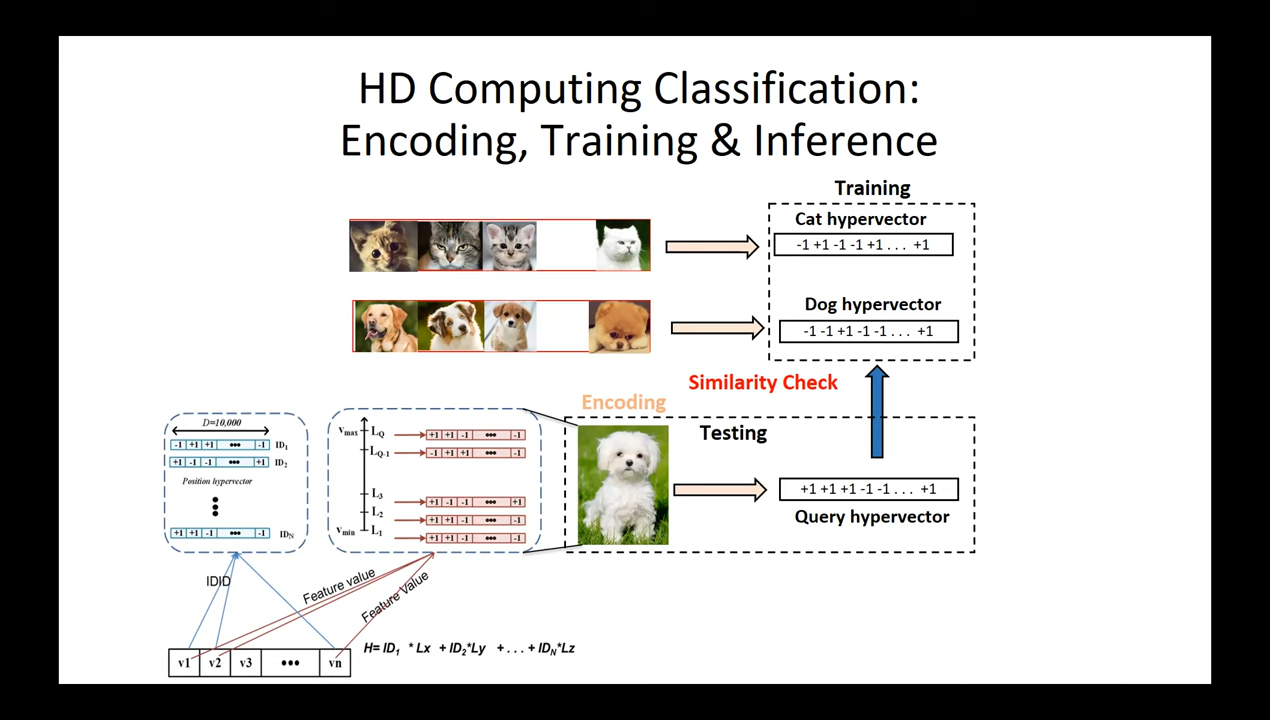 HD Computing Classification:
Encoding, Training & Inference
Training
Cat hypervector
-1 +1 -1 -1 +1 . . . +1
Dog hypervector
-1 -1 +1 -1 -1 . . . +1
Similarity Check
Encoding
Testing
+1 +1 +1 -1 -1 . . . +1
Query hypervector
D=10,000
-1 +1 +1 ••• -1 ID1
+1 -1 -1 ••• +1 ID2
Position hypervector
+1 +1 -1 ••• -1 IDN
vmax LQ +1 +1 -1 ••• -1
LQ-1 -1 +1 +1 ••• -1
L3 +1 -1 -1 ••• +1
L2 +1 +1 -1 ••• -1
vmin L1 +1 +1 -1 ••• -1
IDID
Feature value
Feature Value
H= ID1 * Lx + ID2*Ly + . . . + IDN*Lz
v1 v2 v3 ••• vn